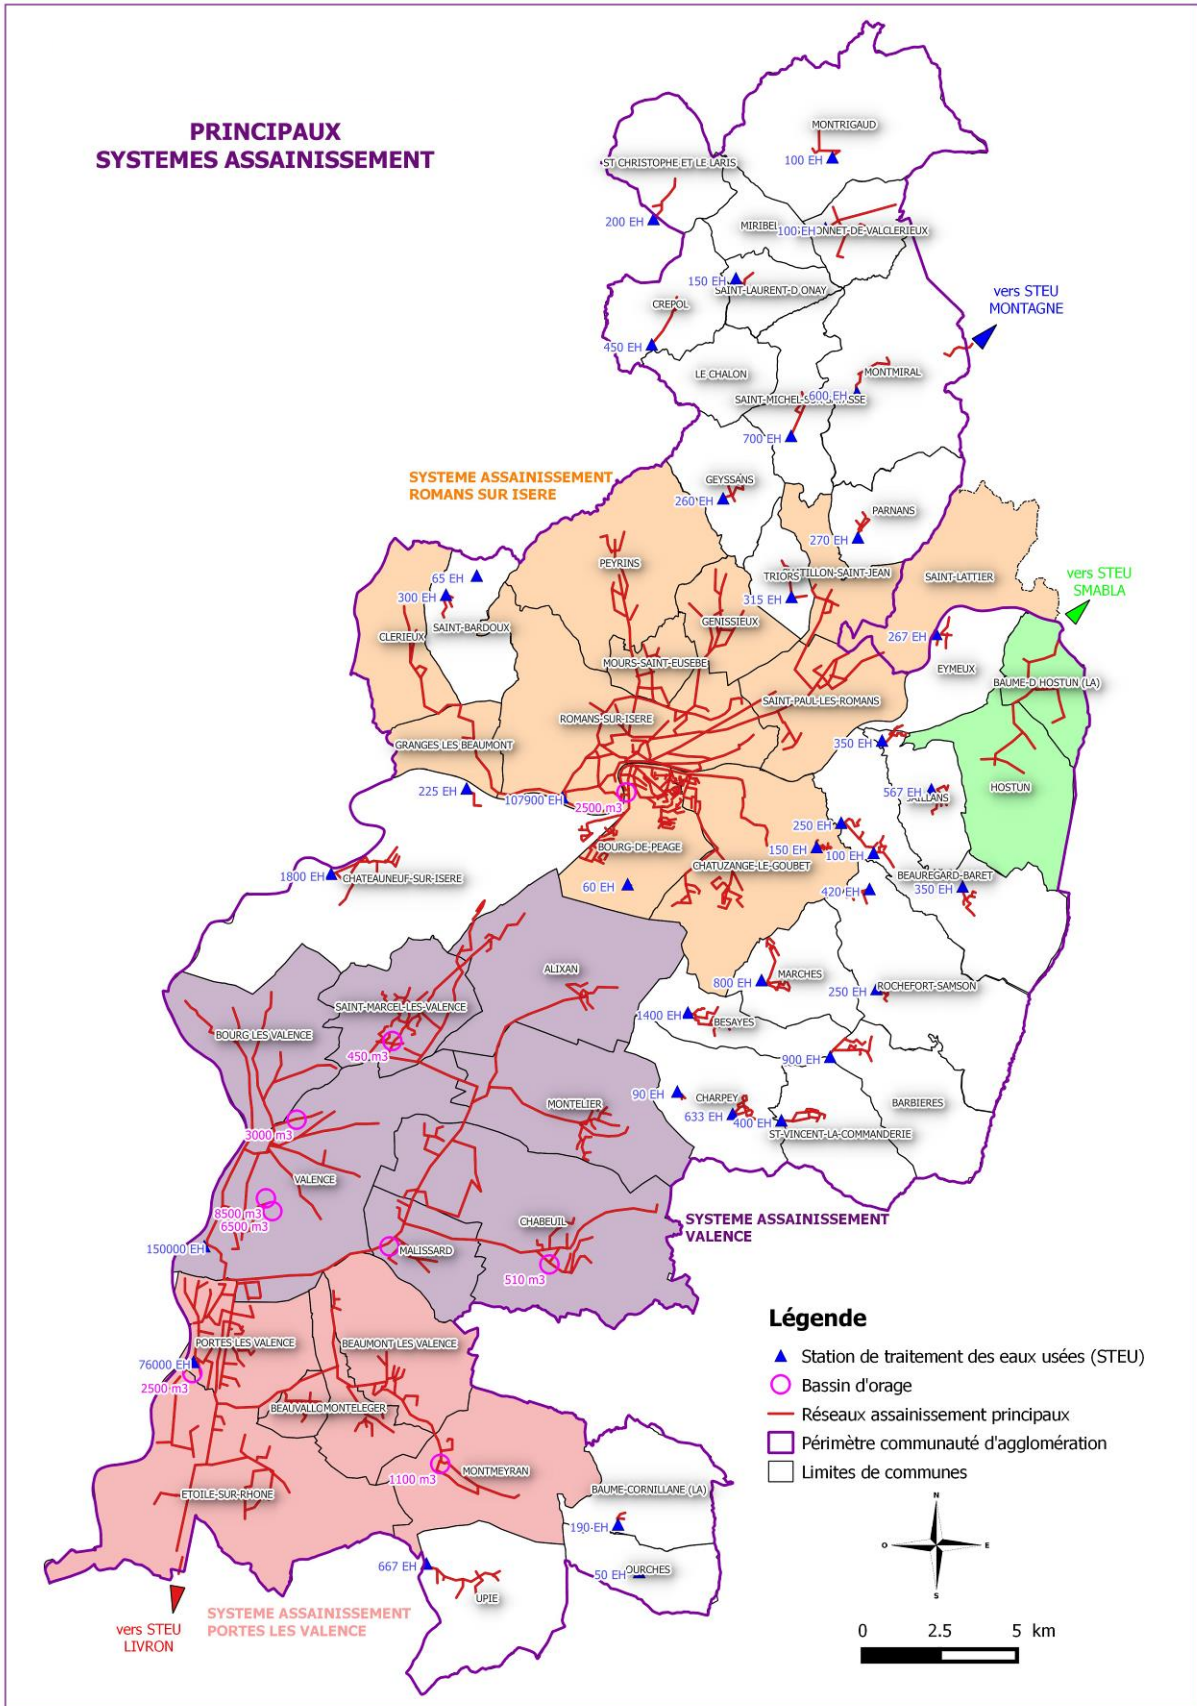 PRINCIPAUX
SYSTEMES ASSAINISSEMENT
MONTRIGAUD
100 EH
ST CHRISTOPHE ET LE LARIS
200 EH
MIRIBEL
100 EH
ONNET-DE-VALCLERIEUX
150 EH
SAINT-LAURENT-D ONAY
CREPOL
450 EH
vers STEU
MONTAGNE
LE CHALON
MONTMIRAL
600 EH
SAINT-MICHEL-SUR-SAVASSE
700 EH
SYSTEME ASSAINISSEMENT
ROMANS SUR ISERE
GEYSSANS
260 EH
PARNANS
270 EH
PEYRINS
65 EH
300 EH
SAINT-BARDOUX
TRIORS
TILLON-SAINT-JEAN
315 EH
SAINT-LATTIER
vers STEU
SMABLA
CLERIEUX
GENISSIEUX
267 EH
EYMEUX
MOURS-SAINT-EUSEBE
BAUME-D HOSTUN (LA)
SAINT-PAUL-LES-ROMANS
ROMANS-SUR-ISERE
GRANGES LES BEAUMONT
350 EH
225 EH
107900 EH
2500 m3
567 EH
AILLANS
HOSTUN
250 EH
BOURG-DE-PEAGE
150 EH
100 EH
CHATUZANGE-LE-GOUBET
1800 EH
CHATEAUNEUF-SUR-ISERE
60 EH
BEAUREGARD-BARET
420 EH
350 EH
ALIXAN
MARCHES
800 EH
250 EH
ROCHEFORT-SAMSON
SAINT-MARCEL-LES-VALENCE
BOURG LES VALENCE
450 m3
1400 EH
BESAYES
900 EH
MONTELIER
90 EH
CHARPEY
633 EH
400 EH
BARBIERES
ST-VINCENT-LA-COMMANDERIE
3000 m3
VALENCE
8500 m3
6500 m3
CHABEUIL
SYSTEME ASSAINISSEMENT
VALENCE
150000 EH
MALISSARD
510 m3
PORTES LES VALENCE
BEAUMONT LES VALENCE
76000 EH
2500 m3
BEAUVALLO
MONTELEGER
1100 m3
MONTMEYRAN
ETOILE-SUR-RHONE
BAUME-CORNILLANE (LA)
190 EH
667 EH
50 EH
OURCHES
UPIE
vers STEU
LIVRON
SYSTEME ASSAINISSEMENT
PORTES LES VALENCE
Légende
Station de traitement des eaux usées (STEU)
Bassin d'orage
Réseaux assainissement principaux
Périmètre communauté d'agglomération
Limites de communes
N
O
E
S
0 2.5 5 km